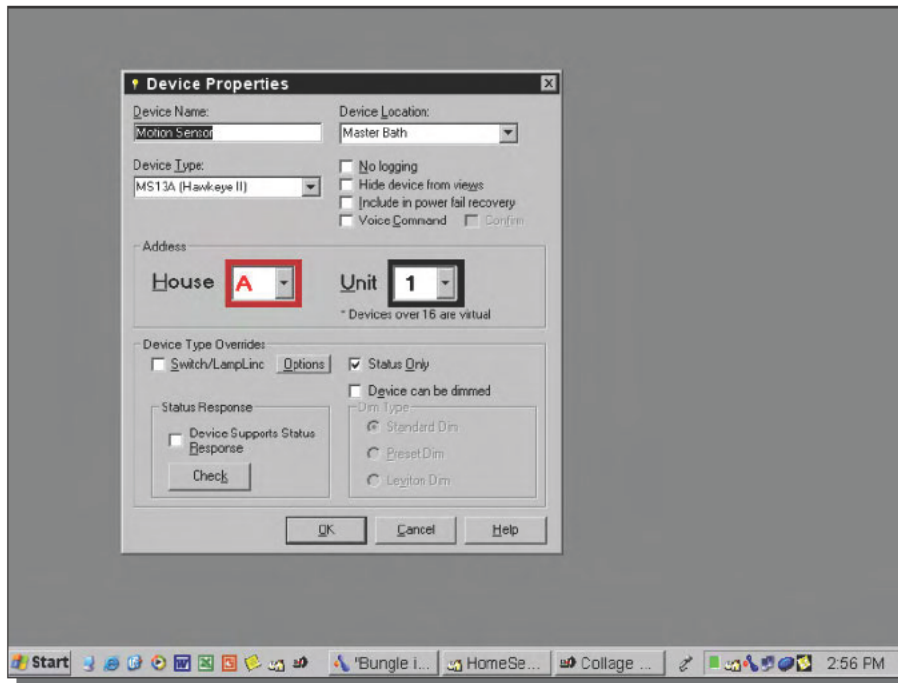 Device Properties
Device Name:
Device Location:
Motion Sensor
Master Bath
Device Type:
No logging
MS13A (Hawkeye II)
Hide device from views
Include in power fail recovery
Voice Command
Confirm
Address
House
A
Unit
1
* Devices over 16 are virtual
Device Type Overrides
Switch/LampLinc
Options
Status Only
Device can be dimmed
Status Response
Dim Type
Device Supports Status
Response
Standard Dim
Preset Dim
Check
Leviton Dim
OK
Cancel
Help
Start
"Bungle i...
HomeSe...
Collage ...
2:56 PM